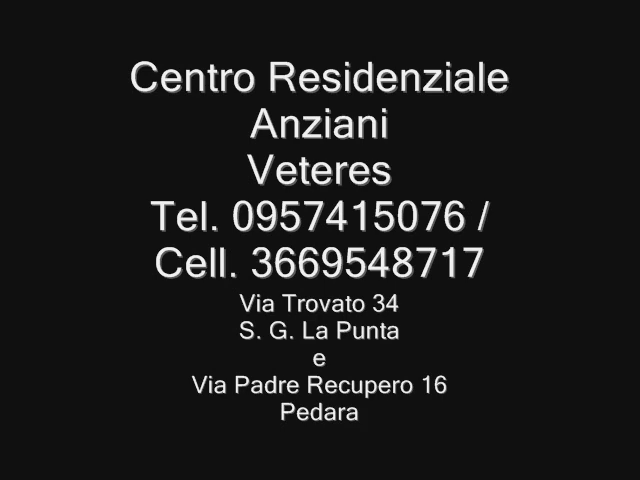 Centro Residenziale
Anziani
Veteres
Tel. 0957415076 /
Cell. 3669548717
Via Trovato 34
S. G. La Punta
e
Via Padre Recupero 16
Pedara